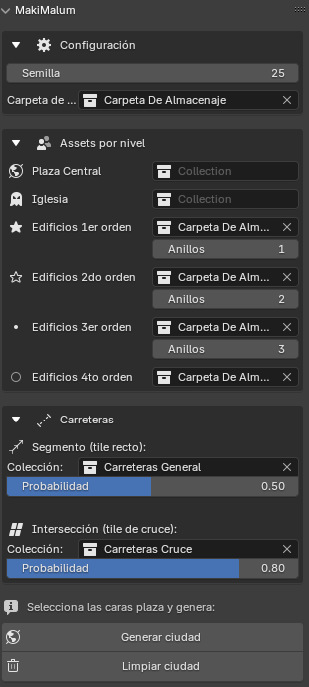 MakiMalum
Configuración
Semilla 25
Carpeta de ... Carpeta De Almacenaje
Assets por nivel
Plaza Central Collection
Iglesia Collection
Edificios 1er orden Carpeta De Alm...
Anillos 1
Edificios 2do orden Carpeta De Alm...
Anillos 2
Edificios 3er orden Carpeta De Alm...
Anillos 3
Edificios 4to orden Carpeta De Alm...
Carreteras
Segmento (tile recto):
Colección: Carreteras General
Probabilidad 0.50
Intersección (tile de cruce):
Colección: Carreteras Cruce
Probabilidad 0.80
Selecciona las caras plaza y genera:
Generar ciudad
Limpiar ciudad